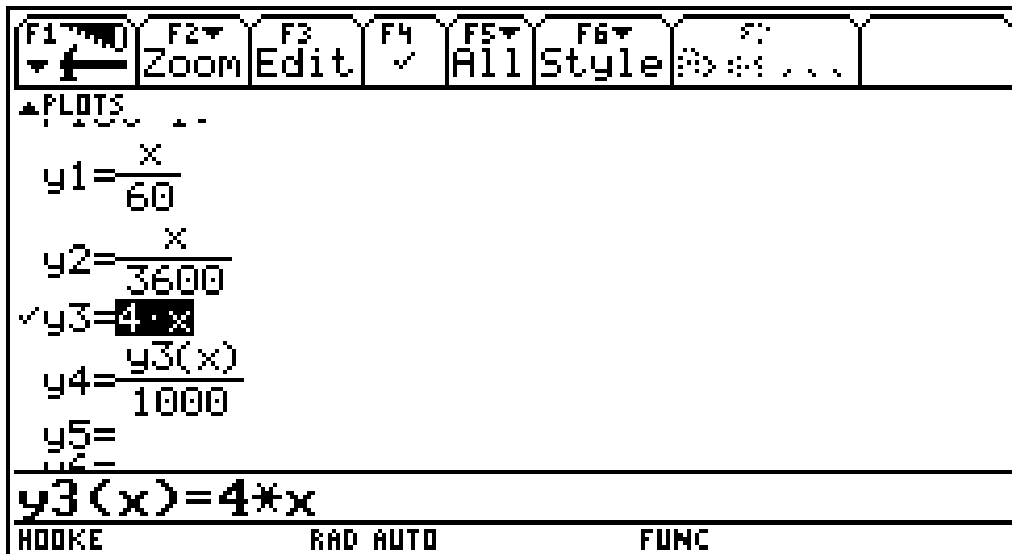 F1 F2 F3 F4 F5 F6
Zoom Edit ✓ All Style
PLOTS
y1=x/60
y2=x/3600
✓y3=4·x
y4=y3(x)/1000
y5=
y3(x)=4*x
HOOKE RAD AUTO FUNC